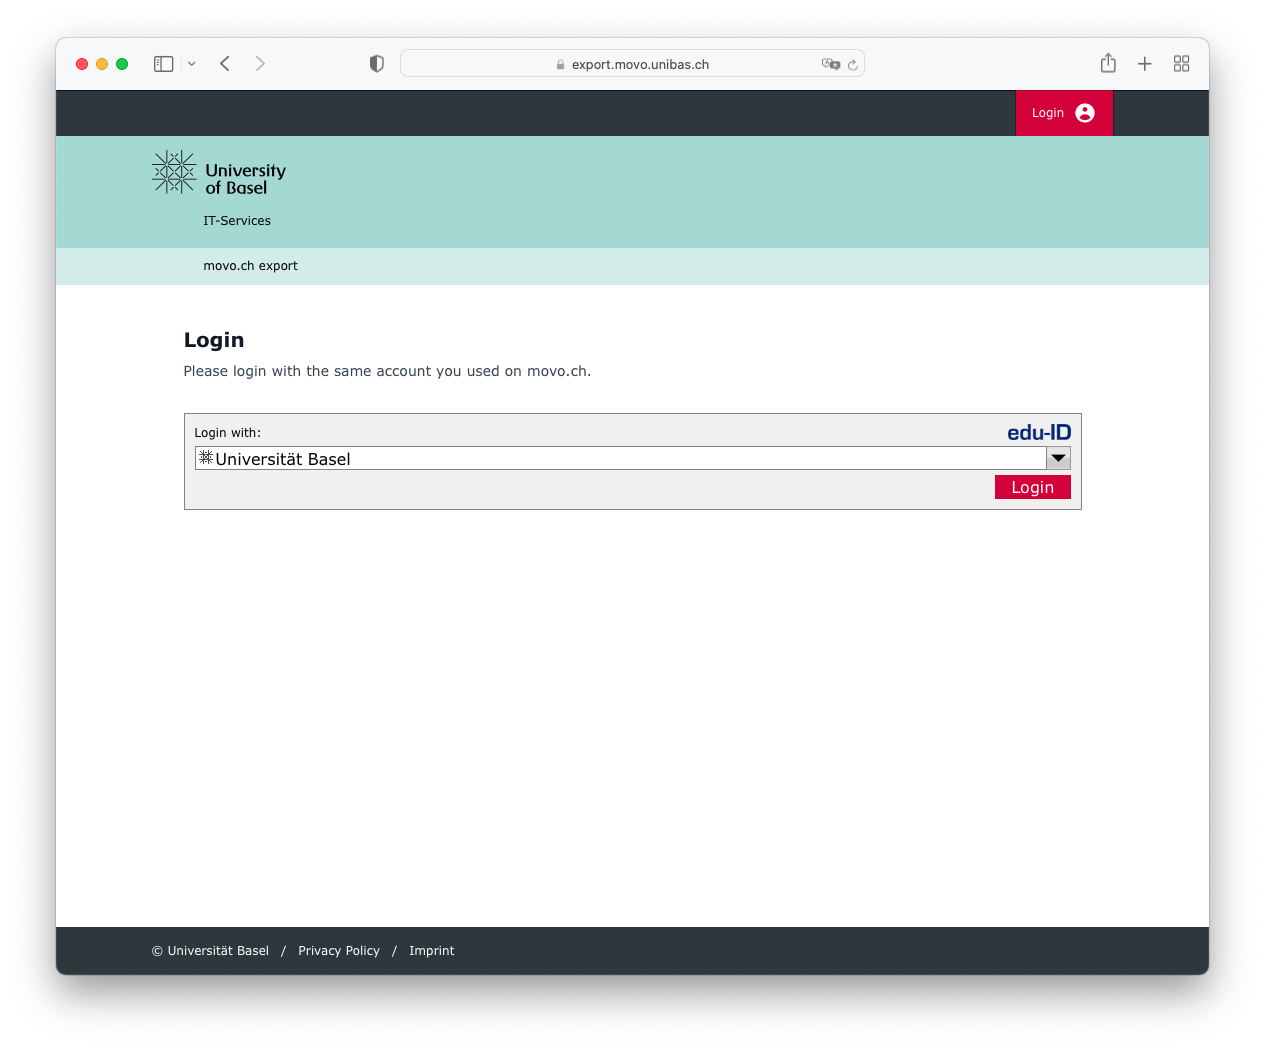 export.movo.unibas.ch
Login
University
of Basel
IT-Services
movo.ch export
Login
Please login with the same account you used on movo.ch.
Login with:
edu-ID
Universität Basel
Login
© Universität Basel / Privacy Policy / Imprint